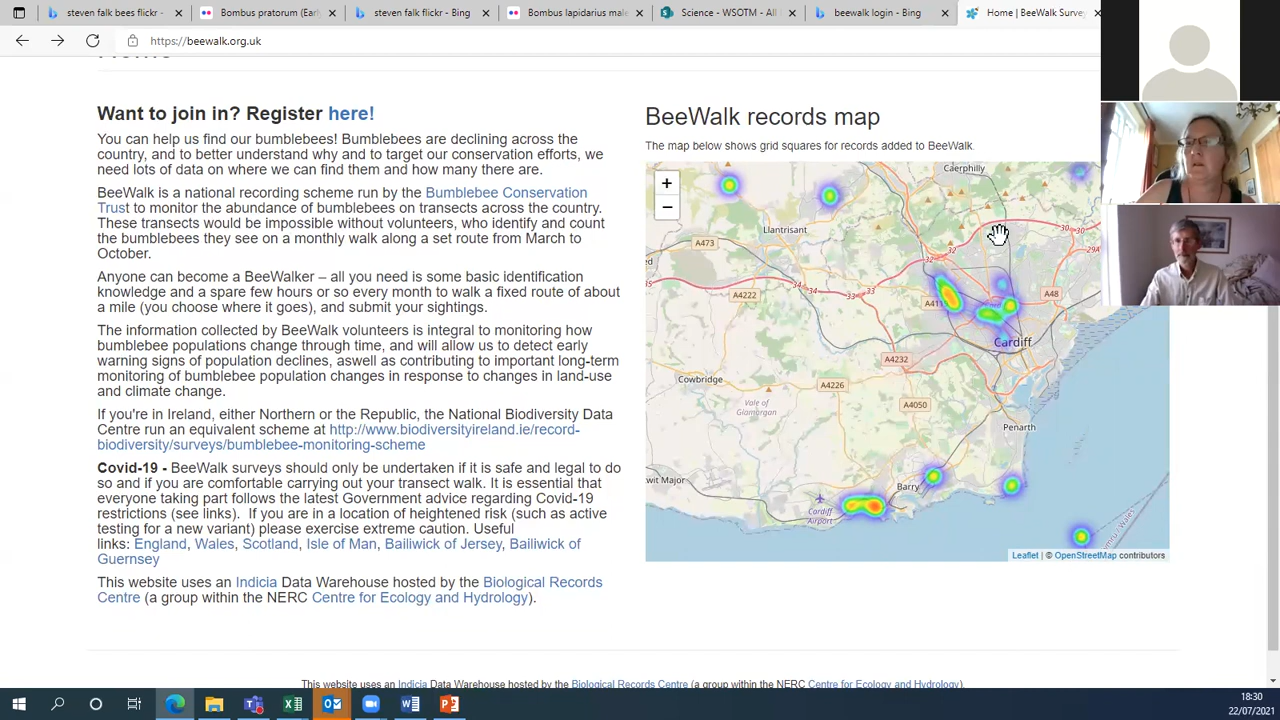 steven falk bees flickr -
Bombus pratorum (Early
steven falk flickr - Bing
Bombus lapidarius male
Science - WSOTM - All
beewalk login - Bing
Home | BeeWalk Surve
https://beewalk.org.uk
Want to join in? Register here!
You can help us find our bumblebees! Bumblebees are declining across the
country, and to better understand why and to target our conservation efforts, we
need lots of data on where we can find them and how many there are.
BeeWalk is a national recording scheme run by the Bumblebee Conservation
Trust to monitor the abundance of bumblebees on transects across the country.
These transects would be impossible without volunteers, who identify and count
the bumblebees they see on a monthly walk along a set route from March to
October.
Anyone can become a BeeWalker – all you need is some basic identification
knowledge and a spare few hours or so every month to walk a fixed route of about
a mile (you choose where it goes), and submit your sightings.
The information collected by BeeWalk volunteers is integral to monitoring how
bumblebee populations change through time, and will allow us to detect early
warning signs of population declines, aswell as contributing to important long-term
monitoring of bumblebee population changes in response to changes in land-use
and climate change.
If you're in Ireland, either Northern or the Republic, the National Biodiversity Data
Centre run an equivalent scheme at http://www.biodiversityireland.ie/record-
biodiversity/surveys/bumblebee-monitoring-scheme
Covid-19 - BeeWalk surveys should only be undertaken if it is safe and legal to do
so and if you are comfortable carrying out your transect walk. It is essential that
everyone taking part follows the latest Government advice regarding Covid-19
restrictions (see links). If you are in a location of heightened risk (such as active
testing for a new variant) please exercise extreme caution. Useful
links: England, Wales, Scotland, Isle of Man, Bailiwick of Jersey, Bailiwick of
Guernsey
This website uses an Indicia Data Warehouse hosted by the Biological Records
Centre (a group within the NERC Centre for Ecology and Hydrology).
BeeWalk records map
The map below shows grid squares for records added to BeeWalk.
+
−
Caerphilly
Llantrisant
A473
30
30
29A
32
32
33
34
A4222
A48
Cardiff
A4232
Cowbridge
A4226
Vale of
Glamorgan
A4050
Penarth
Major
Barry
Cardiff
Airport
Leaflet | © OpenStreetMap contributors
This website uses an Indicia Data Warehouse hosted by the Biological Records Centre (a group within the NERC Centre for Ecology and Hydrology).
18:30
22/07/2021